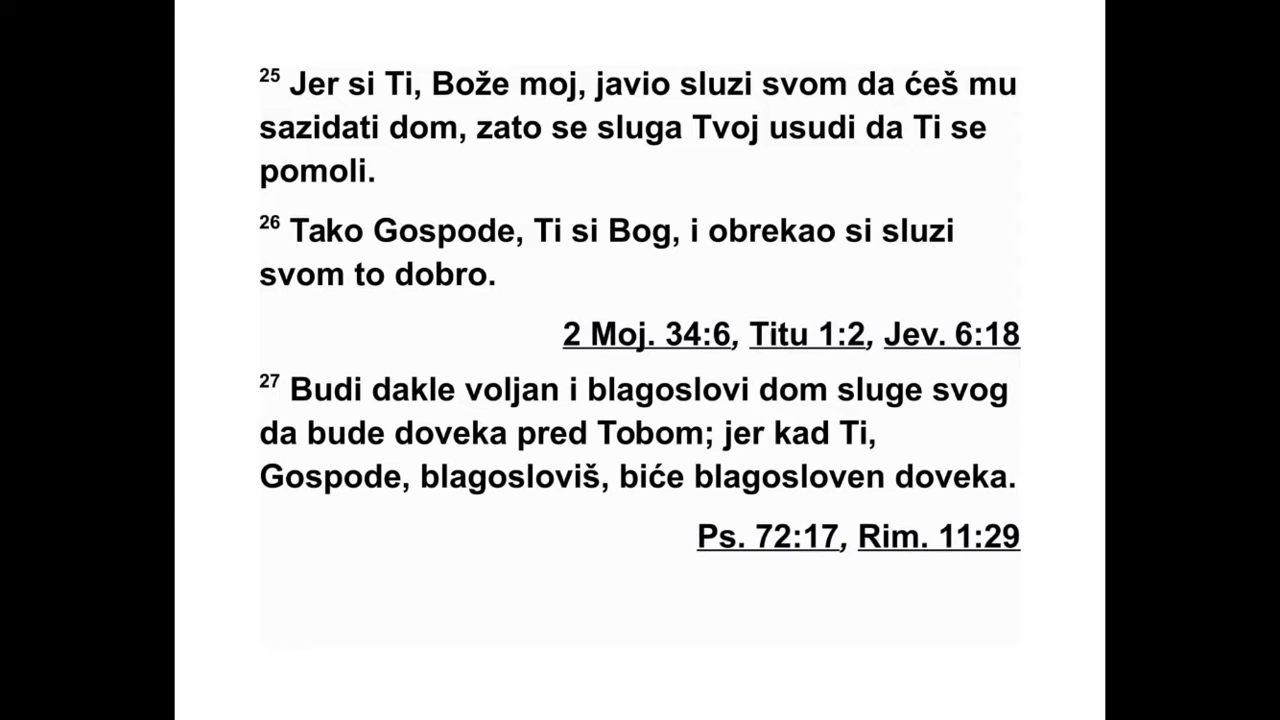 25 Jer si Ti, Bože moj, javio sluzi svom da ćeš mu
sazidati dom, zato se sluga Tvoj usudi da Ti se
pomoli.
26 Tako Gospode, Ti si Bog, i obrekao si sluzi
svom to dobro.
2 Moj. 34:6, Titu 1:2, Jev. 6:18
27 Budi dakle voljan i blagoslovi dom sluge svog
da bude doveka pred Tobom; jer kad Ti,
Gospode, blagosloviš, biće blagosloven doveka.
Ps. 72:17, Rim. 11:29